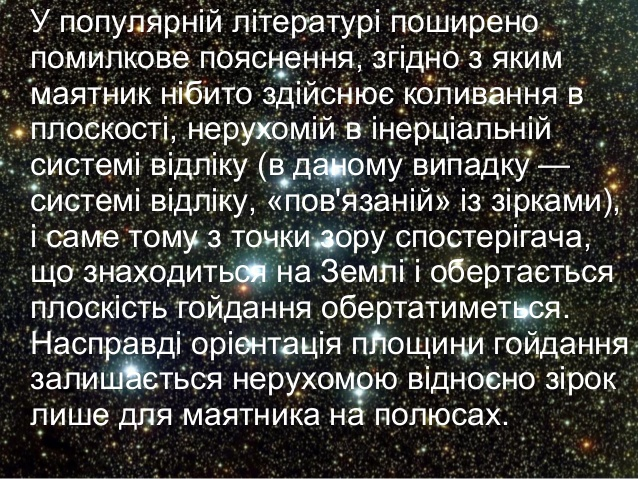 У популярній літературі поширено
помилкове пояснення, згідно з яким
маятник нібито здійснює коливання в
плоскості, нерухомій в інерціальній
системі відліку (в даному випадку —
системі відліку, «пов'язаній» із зірками),
і саме тому з точки зору спостерігача,
що знаходиться на Землі і обертається
плоскість гойдання обертатиметься.
Насправді орієнтація площини гойдання
залишається нерухомою відносно зірок
лише для маятника на полюсах.